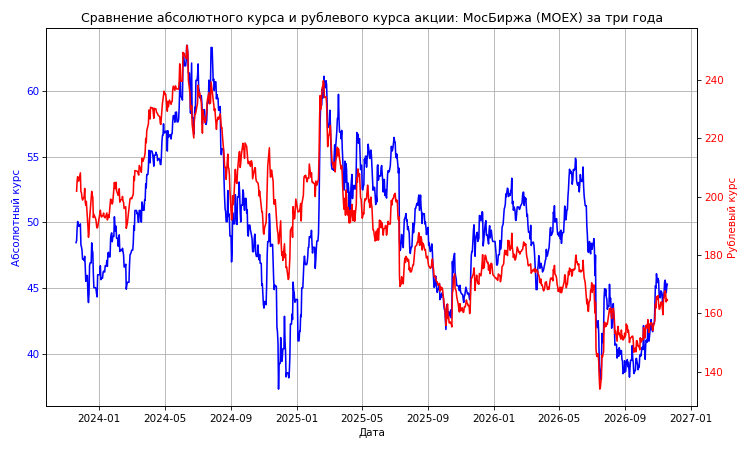 Сравнение абсолютного курса и рублевого курса акции: МосБиржа (MOEX) за три года
Абсолютный курс
60
55
50
45
40
240
220
200
180
160
140
Рублевый курс
2024-01 2024-05 2024-09 2025-01 2025-05 2025-09 2026-01 2026-05 2026-09 2027-01
Дата